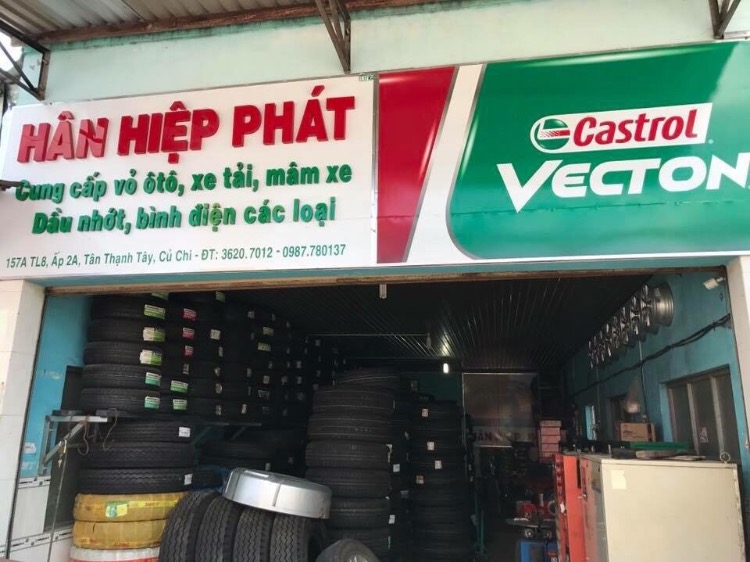 HÂN HIỆP PHÁT
Cung cấp vỏ ôtô, xe tải, mâm xe
Dầu nhớt, bình điện các loại
157A TL8, Ấp 2A, Tân Thạnh Tây, Củ Chi - ĐT: 3620.7012 - 0987.780137
Castrol
VECTON